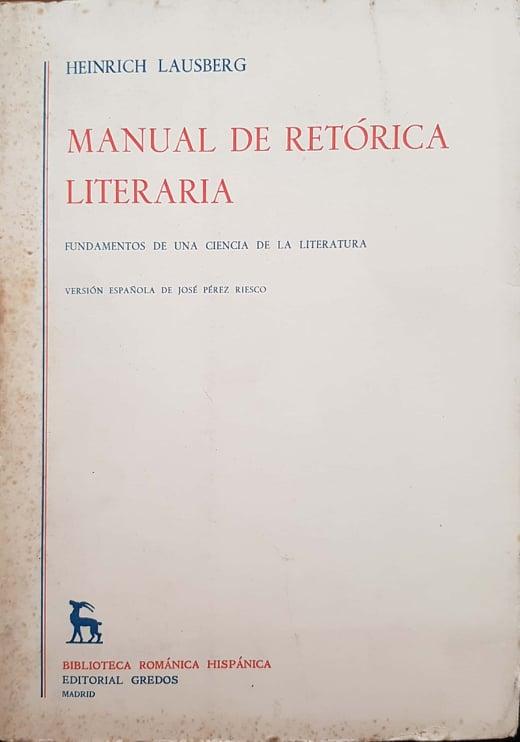 HEINRICH LAUSBERG
MANUAL DE RETÓRICA
LITERARIA
FUNDAMENTOS DE UNA CIENCIA DE LA LITERATURA
VERSIÓN ESPAÑOLA DE JOSÉ PÉREZ RIESCO
BIBLIOTECA ROMÁNICA HISPÁNICA
EDITORIAL GREDOS
MADRID